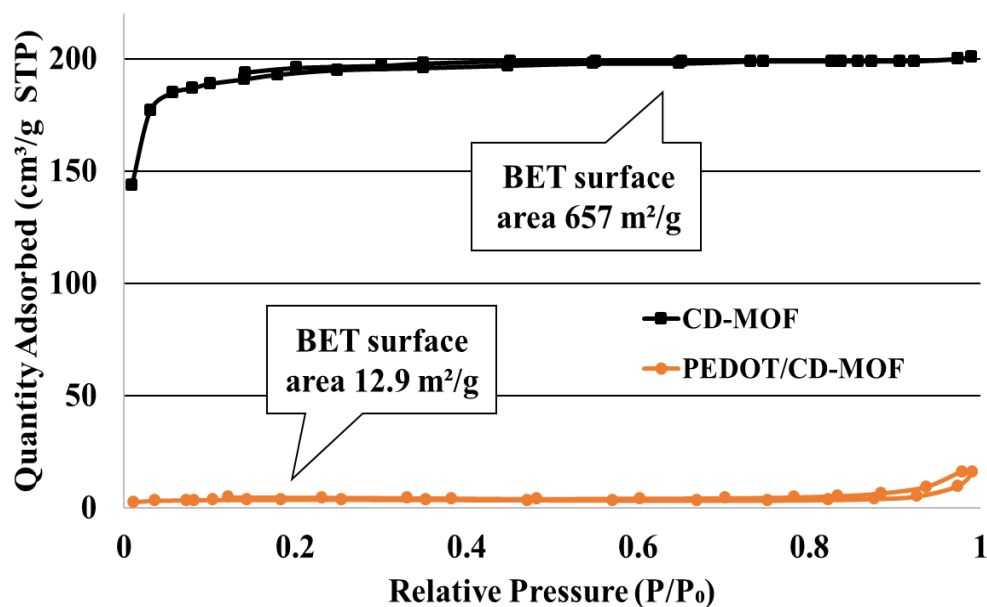 Quantity Adsorbed (cm³/g STP)
200
150
100
50
0
BET surface
area 657 m²/g
BET surface
area 12.9 m²/g
CD-MOF
PEDOT/CD-MOF
0
0.2
0.4
0.6
0.8
1
Relative Pressure (P/P₀)